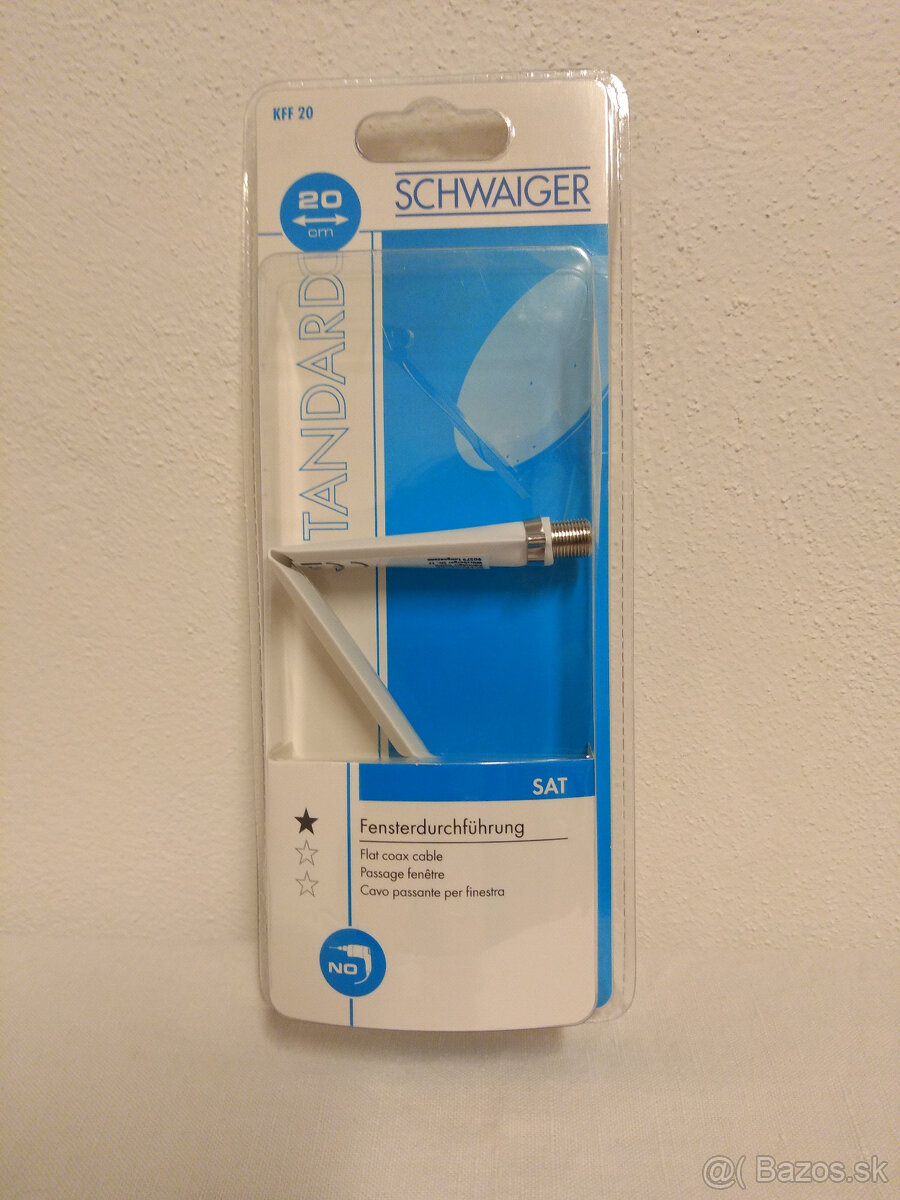 KFF 20
SCHWAIGER
20
cm
TANDARD
SAT
Fensterdurchführung
Flat coax cable
Passage fenêtre
Cavo passante per finestra
NO
@( Bazos.sk